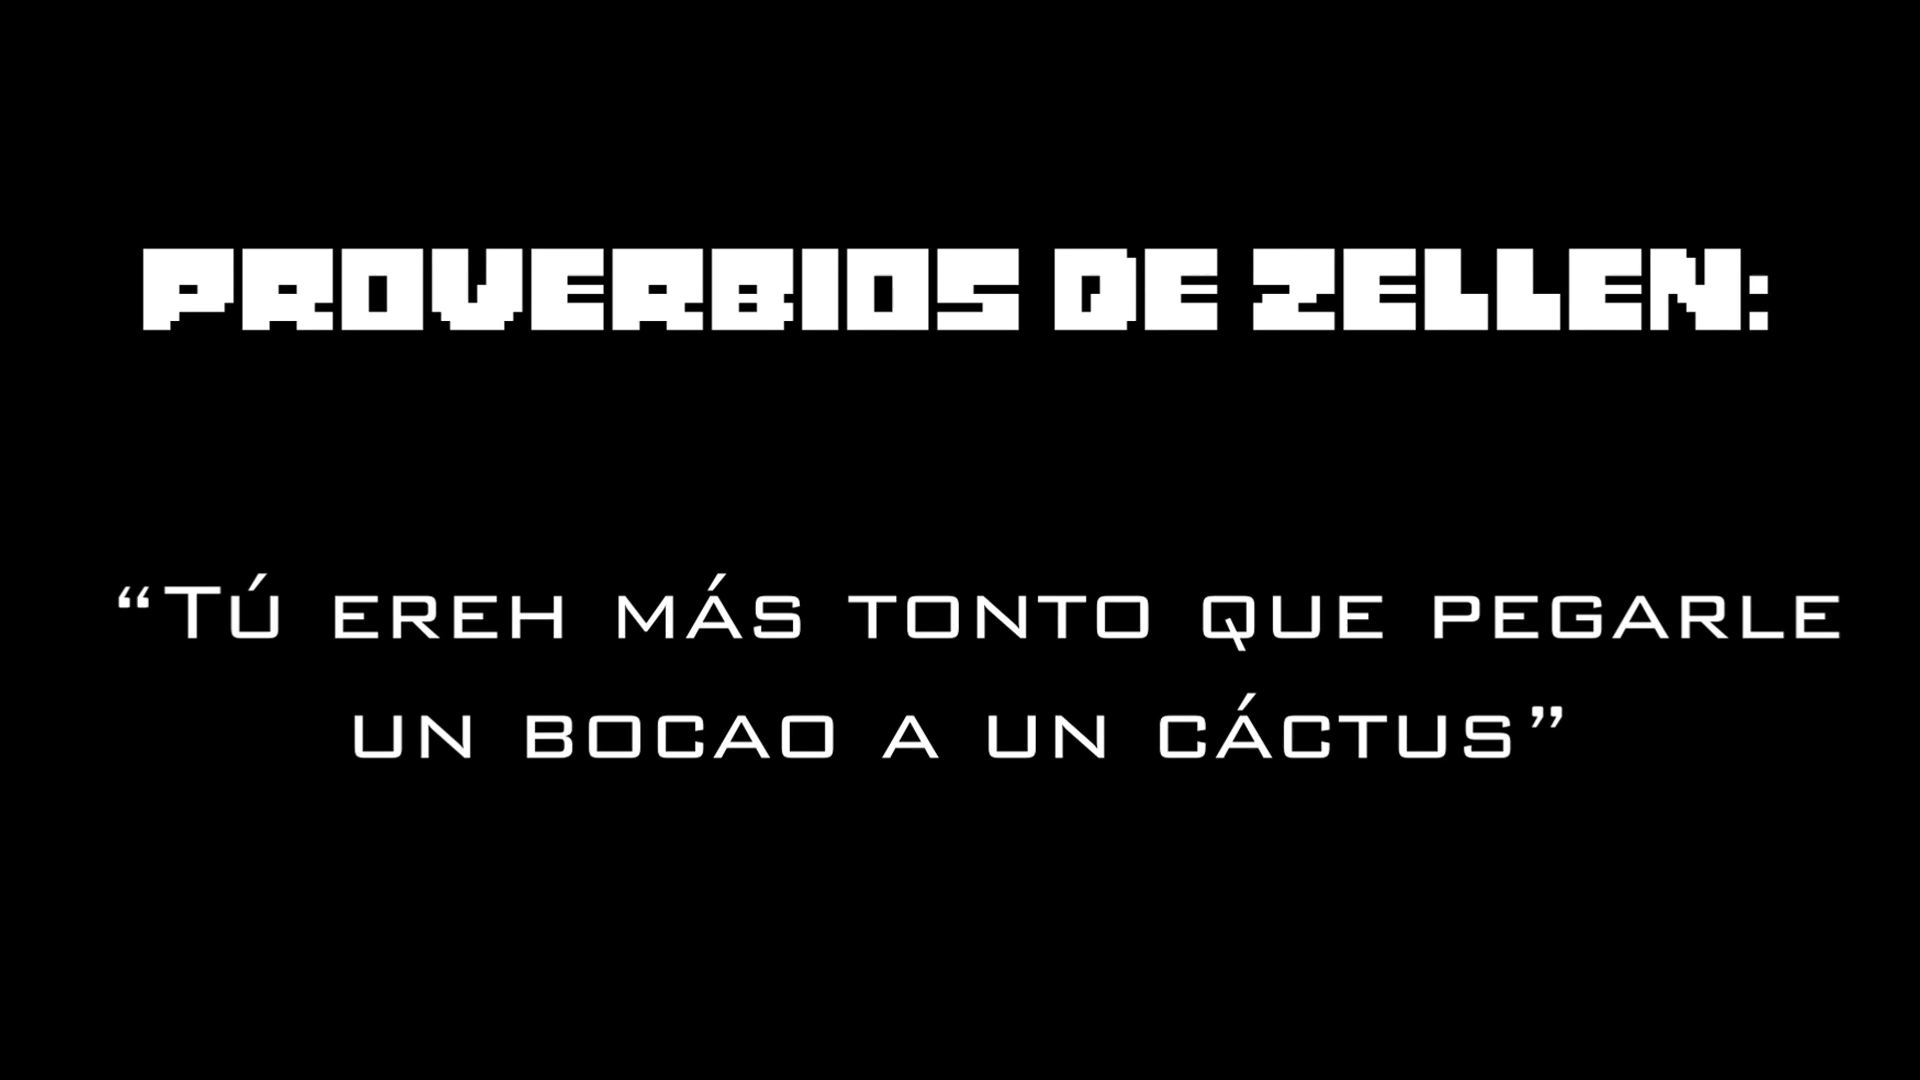 PROVERBIOS DE ZELLEN:
“TÚ EREH MÁS TONTO QUE PEGARLE
UN BOCAO A UN CÁCTUS”